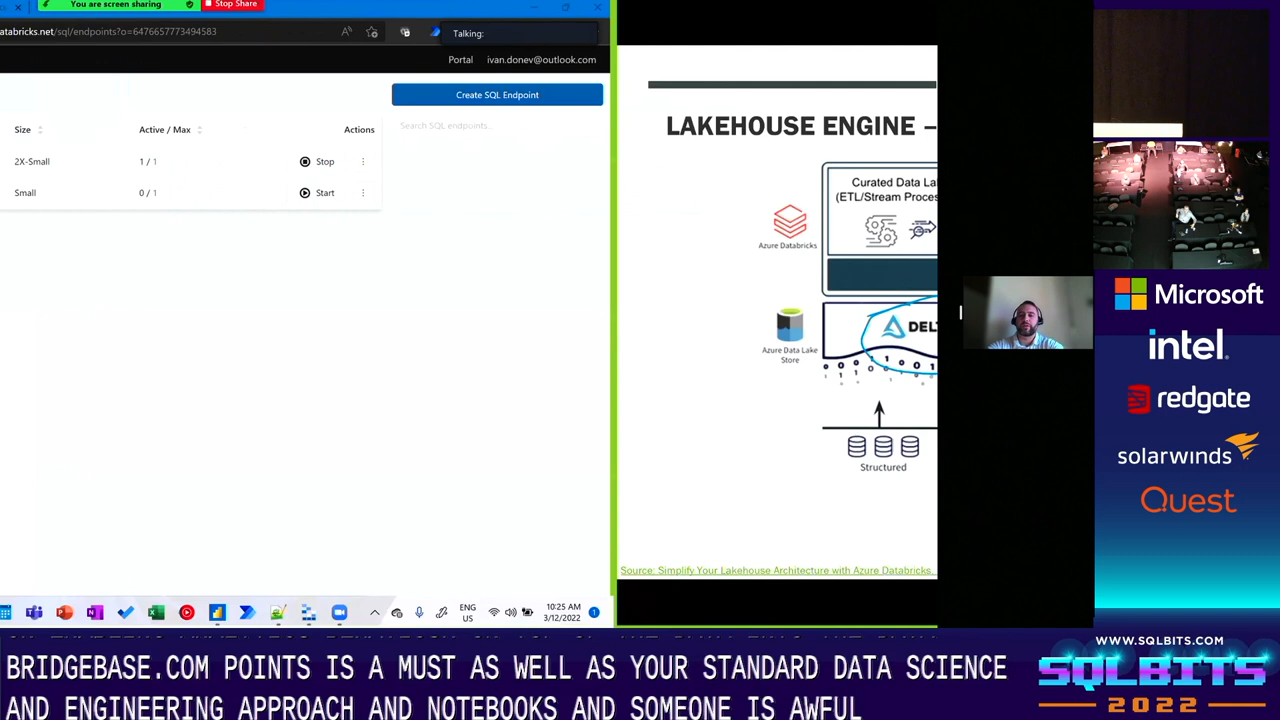 You are screen sharing
Stop Share
atabricks.net/sql/endpoints?o=6476657773494583
Talking:
Portal
ivan.donev@outlook.com
Create SQL Endpoint
Search SQL endpoints...
Size
Active / Max
Actions
2X-Small
1 / 1
Stop
Small
0 / 1
Start
LAKEHOUSE ENGINE –
Curated Data La
(ETL/Stream Proces
Azure Databricks
DELT
Azure Data Lake
Store
Structured
Source: Simplify Your Lakehouse Architecture with Azure Databricks,
ENG
US
10:25 AM
3/12/2022
1
Microsoft
intel.
redgate
solarwinds
Quest
WWW.SQLBITS.COM
SQLBITS
2022
BRIDGEBASE.COM POINTS IS A MUST AS WELL AS YOUR STANDARD DATA SCIENCE
AND ENGINEERING APPROACH AND NOTEBOOKS AND SOMEONE IS AWFUL